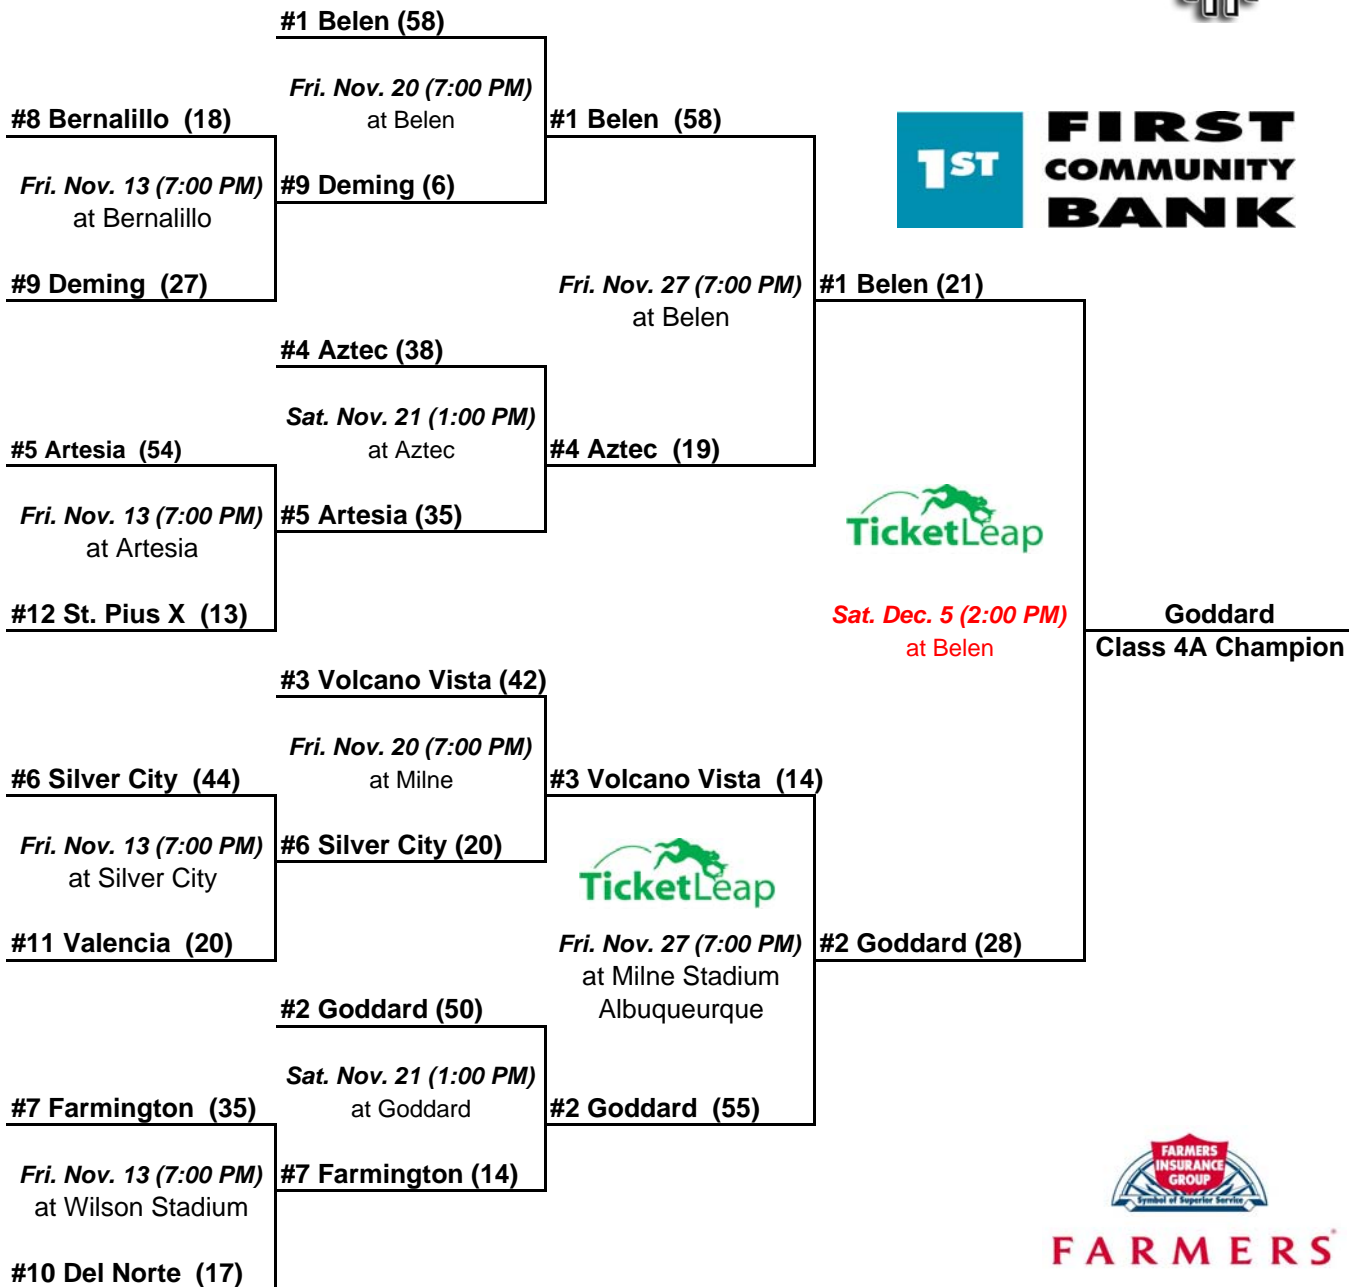 #1 Belen (58)
Fri. Nov. 20 (7:00 PM)
#8 Bernalillo (18)
at Belen
#1 Belen (58)
FIRST
1ST
COMMUNITY
BANK
Fri. Nov. 13 (7:00 PM)
#9 Deming (6)
at Bernalillo
#9 Deming (27)
Fri. Nov. 27 (7:00 PM)
#1 Belen (21)
at Belen
#4 Aztec (38)
Sat. Nov. 21 (1:00 PM)
#5 Artesia (54)
at Aztec
#4 Aztec (19)
Fri. Nov. 13 (7:00 PM)
#5 Artesia (35)
at Artesia
TicketLeap
#12 St. Pius X (13)
Sat. Dec. 5 (2:00 PM)
Goddard
at Belen
Class 4A Champion
#3 Volcano Vista (42)
Fri. Nov. 20 (7:00 PM)
#6 Silver City (44)
at Milne
#3 Volcano Vista (14)
Fri. Nov. 13 (7:00 PM)
#6 Silver City (20)
at Silver City
TicketLeap
#11 Valencia (20)
Fri. Nov. 27 (7:00 PM)
#2 Goddard (28)
at Milne Stadium
#2 Goddard (50)
Albuqueurque
Sat. Nov. 21 (1:00 PM)
#7 Farmington (35)
at Goddard
#2 Goddard (55)
Fri. Nov. 13 (7:00 PM)
#7 Farmington (14)
at Wilson Stadium
FARMERS
INSURANCE
GROUP
Symbol of Superior Service
FARMERS®
#10 Del Norte (17)